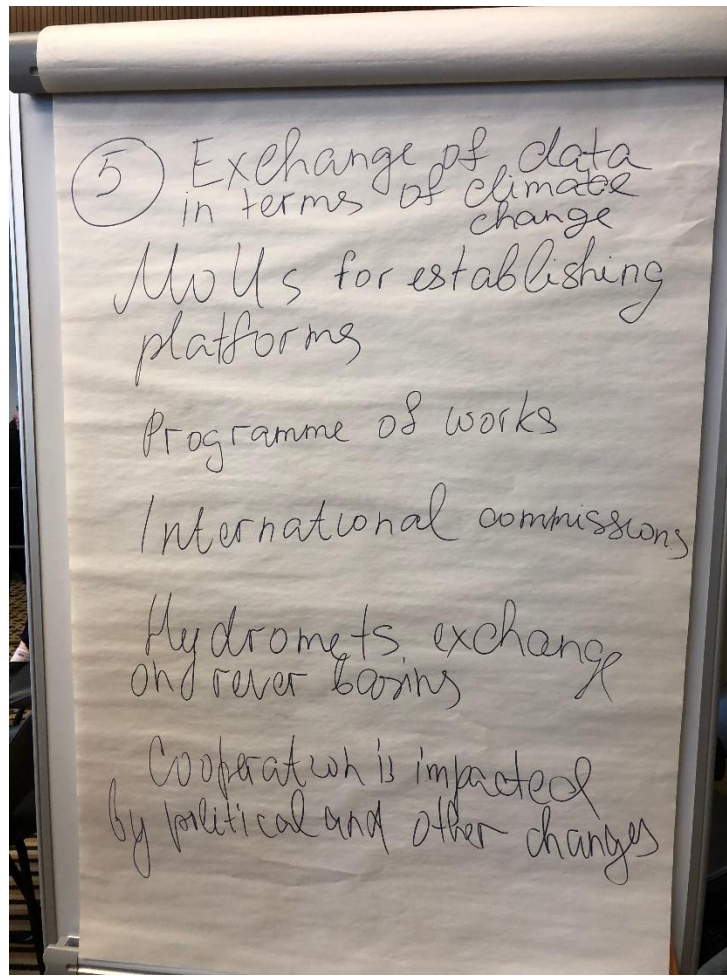 5 Exchange of data
in terms of climate
change
MoUs for establishing
platforms
Programme of works
International commissions
Hydromets exchange
on river basins
Cooperation is impacted
by political and other changes